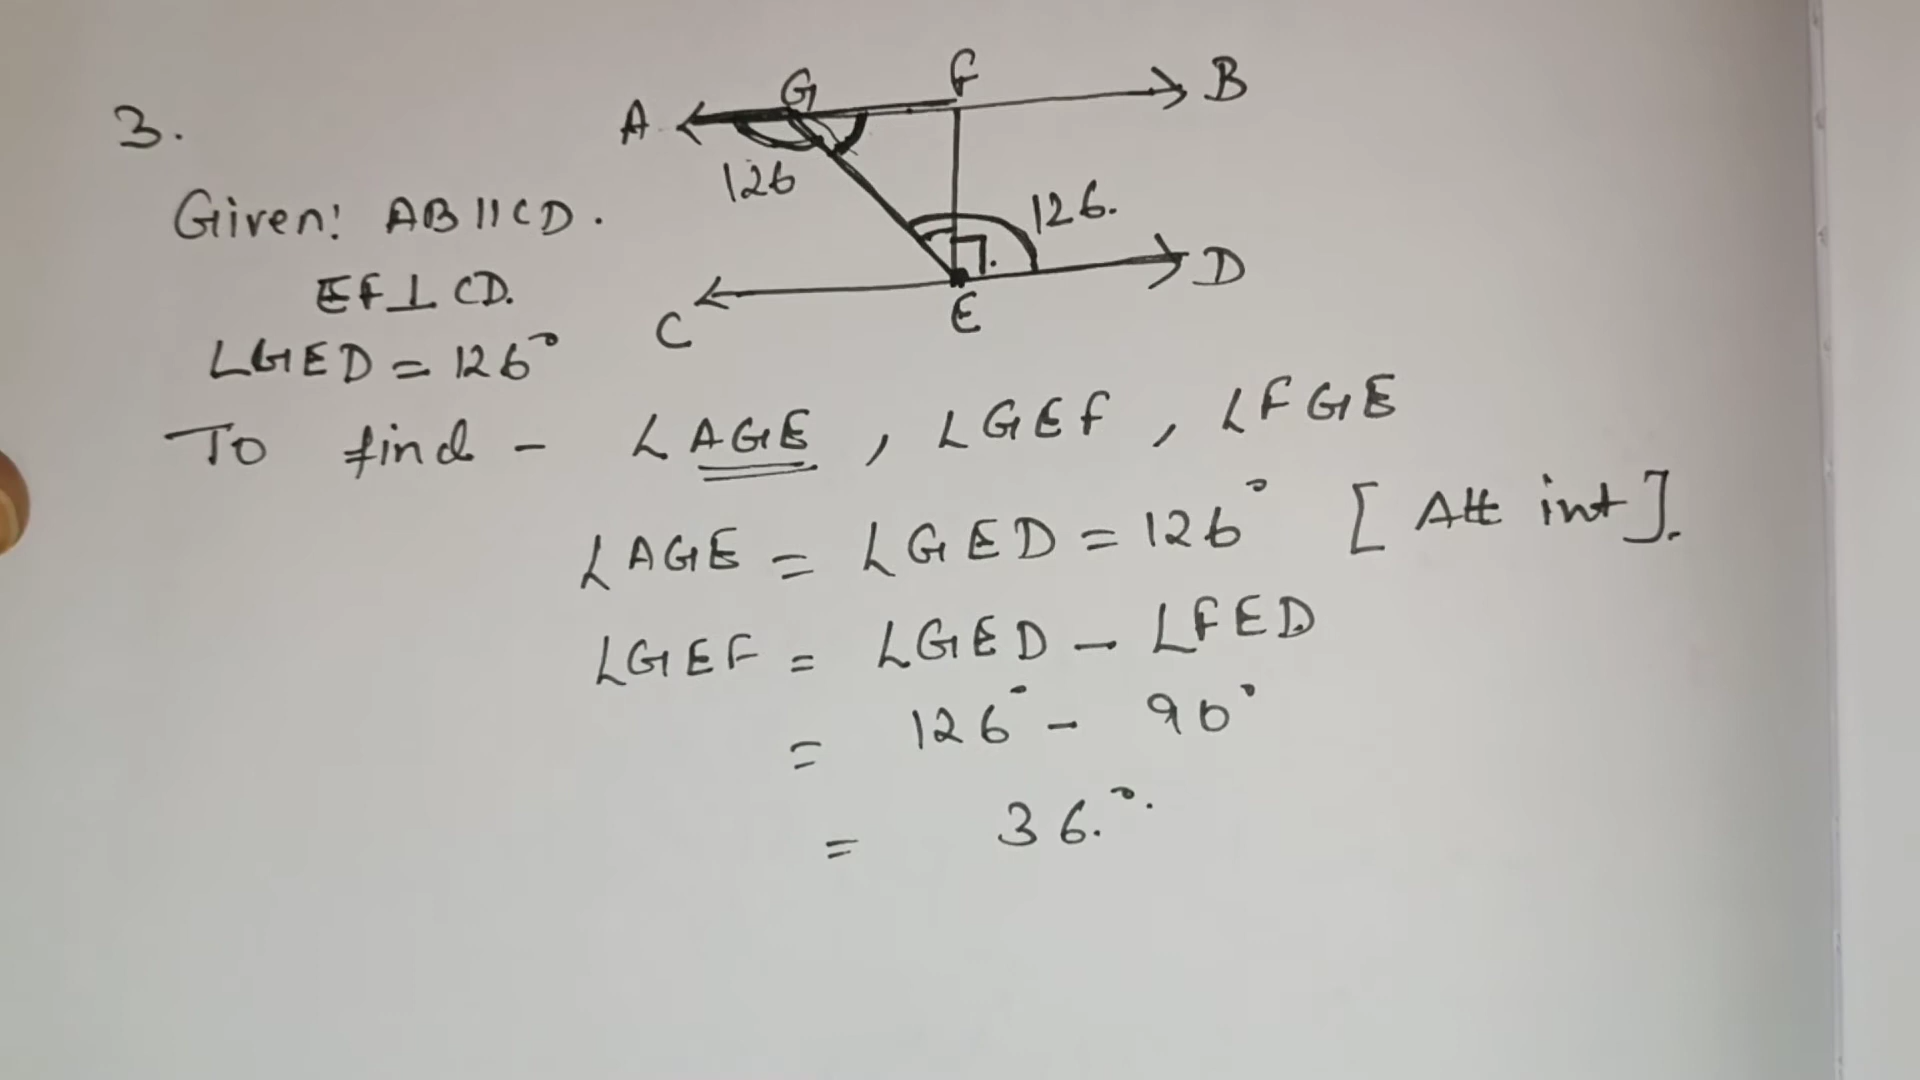 3.
G F B
A
126
126.
Given: AB || CD.
D
EF ⊥ CD.
C E
∠GED = 126°
To find - ∠AGE , ∠GEF , ∠FGE
∠AGE = ∠GED = 126° [Alt int].
∠GEF = ∠GED - ∠FED
= 126° - 90°
= 36.°.